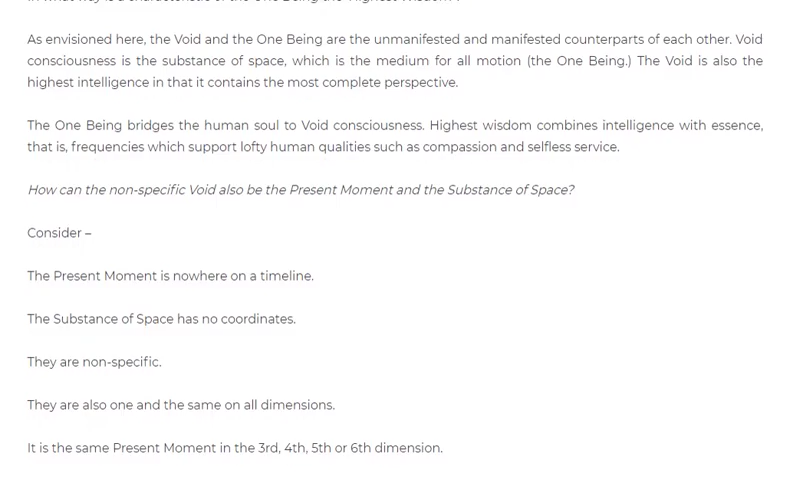 As envisioned here, the Void and the One Being are the unmanifested and manifested counterparts of each other. Void
consciousness is the substance of space, which is the medium for all motion (the One Being.) The Void is also the
highest intelligence in that it contains the most complete perspective.
The One Being bridges the human soul to Void consciousness. Highest wisdom combines intelligence with essence,
that is, frequencies which support lofty human qualities such as compassion and selfless service.
How can the non-specific Void also be the Present Moment and the Substance of Space?
Consider –
The Present Moment is nowhere on a timeline.
The Substance of Space has no coordinates.
They are non-specific.
They are also one and the same on all dimensions.
It is the same Present Moment in the 3rd, 4th, 5th or 6th dimension.